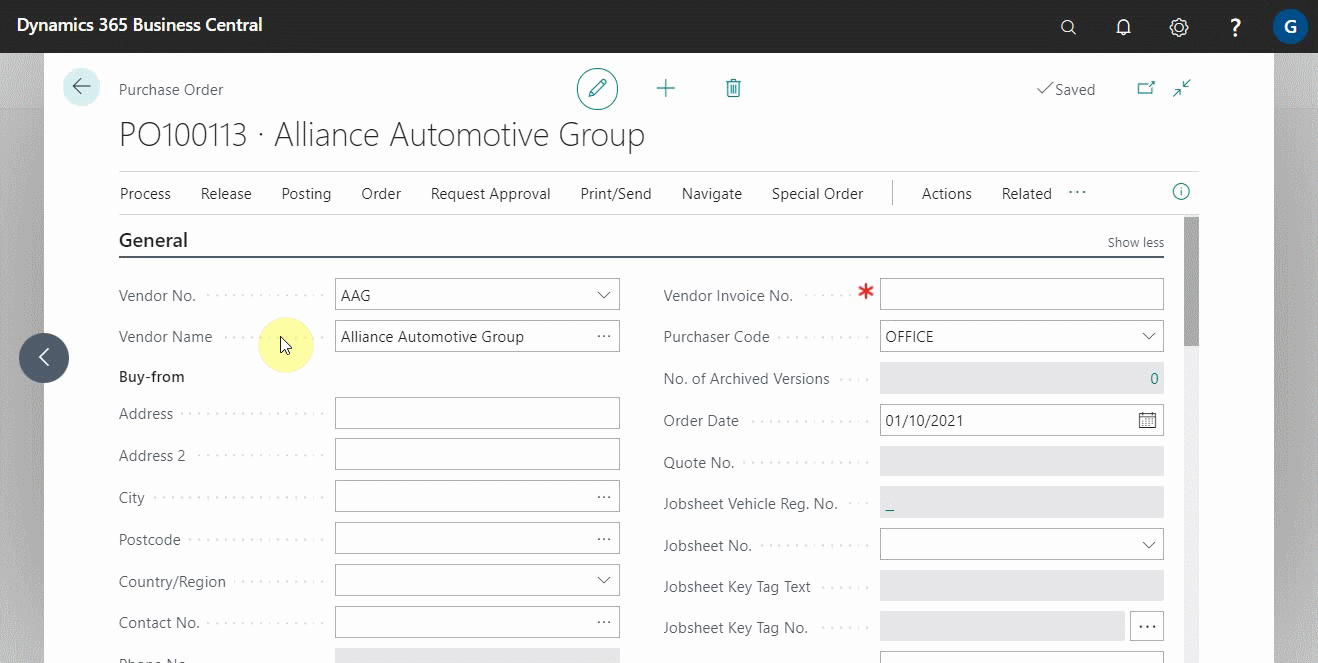 Dynamics 365 Business Central
? G
Purchase Order
Saved
PO100113 · Alliance Automotive Group
Process Release Posting Order Request Approval Print/Send Navigate Special Order Actions Related ...
General
Show less
Vendor No. AAG
Vendor Name Alliance Automotive Group ...
Buy-from
Address
Address 2
City ...
Postcode ...
Country/Region
Contact No. ...
Vendor Invoice No. *
Purchaser Code OFFICE
No. of Archived Versions 0
Order Date 01/10/2021
Quote No.
Jobsheet Vehicle Reg. No. _
Jobsheet No.
Jobsheet Key Tag Text
Jobsheet Key Tag No. ...